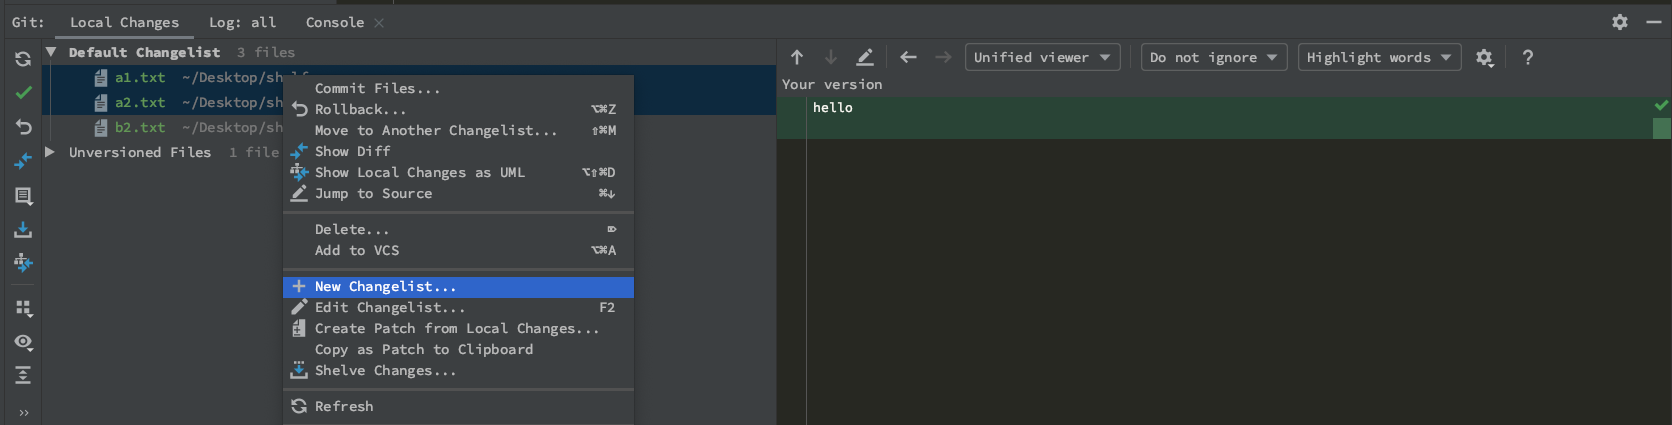 Git: Local Changes Log: all Console
Default Changelist 3 files
a1.txt ~/Desktop/shelf
a2.txt ~/Desktop/sh
b2.txt ~/Desktop/sh
Unversioned Files 1 file
Commit Files...
Rollback... ⌥⌘Z
Move to Another Changelist... ⇧⌘M
Show Diff
Show Local Changes as UML ⌥⇧⌘D
Jump to Source ⌘↓
Delete... ⌦
Add to VCS ⌥⌘A
New Changelist...
Edit Changelist... F2
Create Patch from Local Changes...
Copy as Patch to Clipboard
Shelve Changes...
Refresh
Unified viewer Do not ignore Highlight words ?
Your version
hello